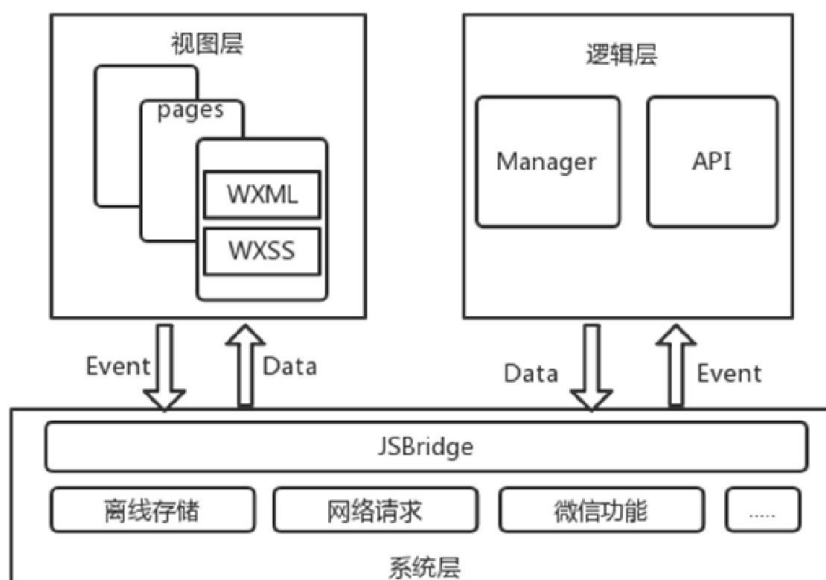 视图层
pages
WXML
WXSS
逻辑层
Manager
API
Event
Data
Data
Event
JSBridge
离线存储
网络请求
微信功能
.....
系统层